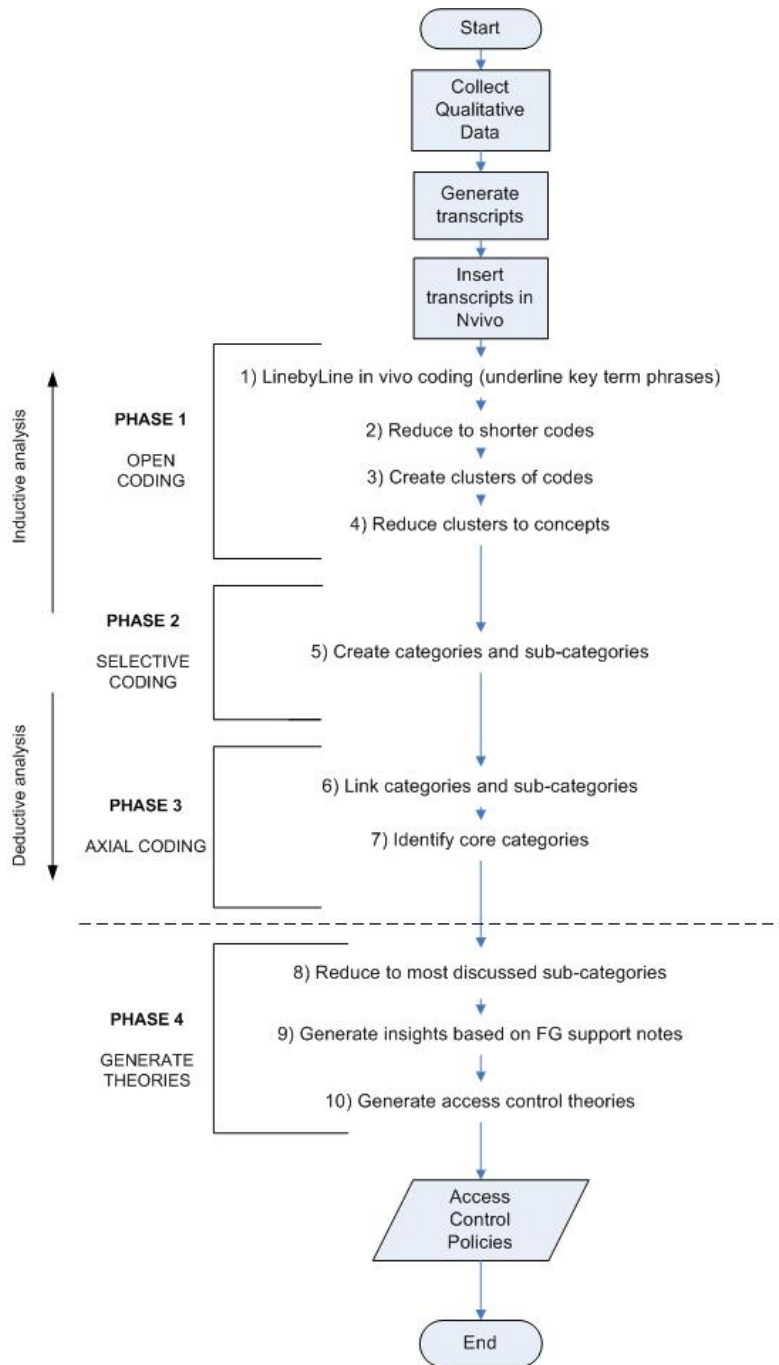 Start
Collect
Qualitative
Data
Generate
transcripts
Insert
transcripts in
Nvivo
Inductive analysis
PHASE 1
OPEN
CODING
1) LinebyLine in vivo coding (underline key term phrases)
2) Reduce to shorter codes
3) Create clusters of codes
4) Reduce clusters to concepts
PHASE 2
SELECTIVE
CODING
5) Create categories and sub-categories
Deductive analysis
PHASE 3
AXIAL CODING
6) Link categories and sub-categories
7) Identify core categories
PHASE 4
GENERATE
THEORIES
8) Reduce to most discussed sub-categories
9) Generate insights based on FG support notes
10) Generate access control theories
Access
Control
Policies
End